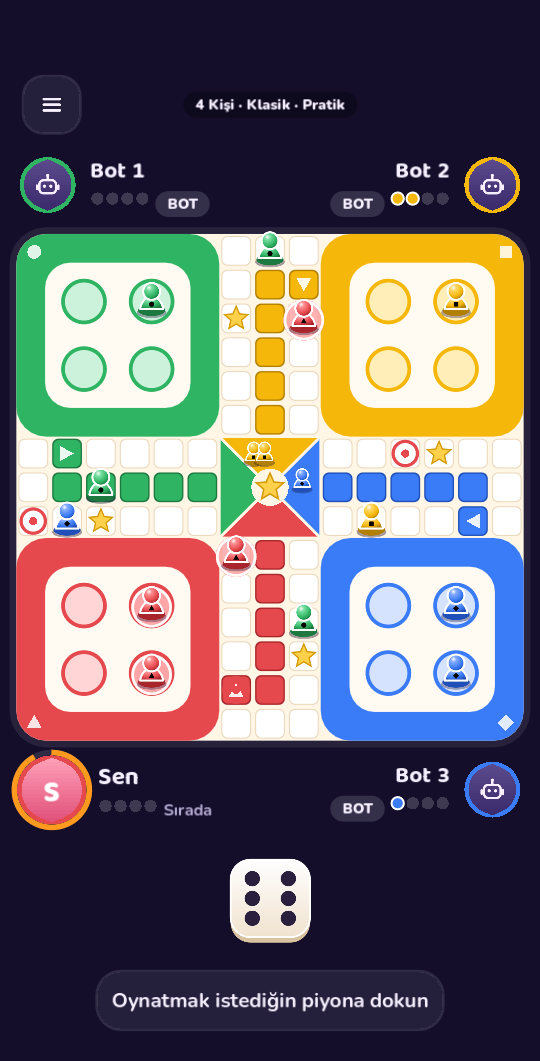 4 Kişi · Klasik · Pratik
Bot 1
BOT
Bot 2
BOT
S
Sen
Sırada
Bot 3
BOT
Oynatmak istediğin piyona dokun